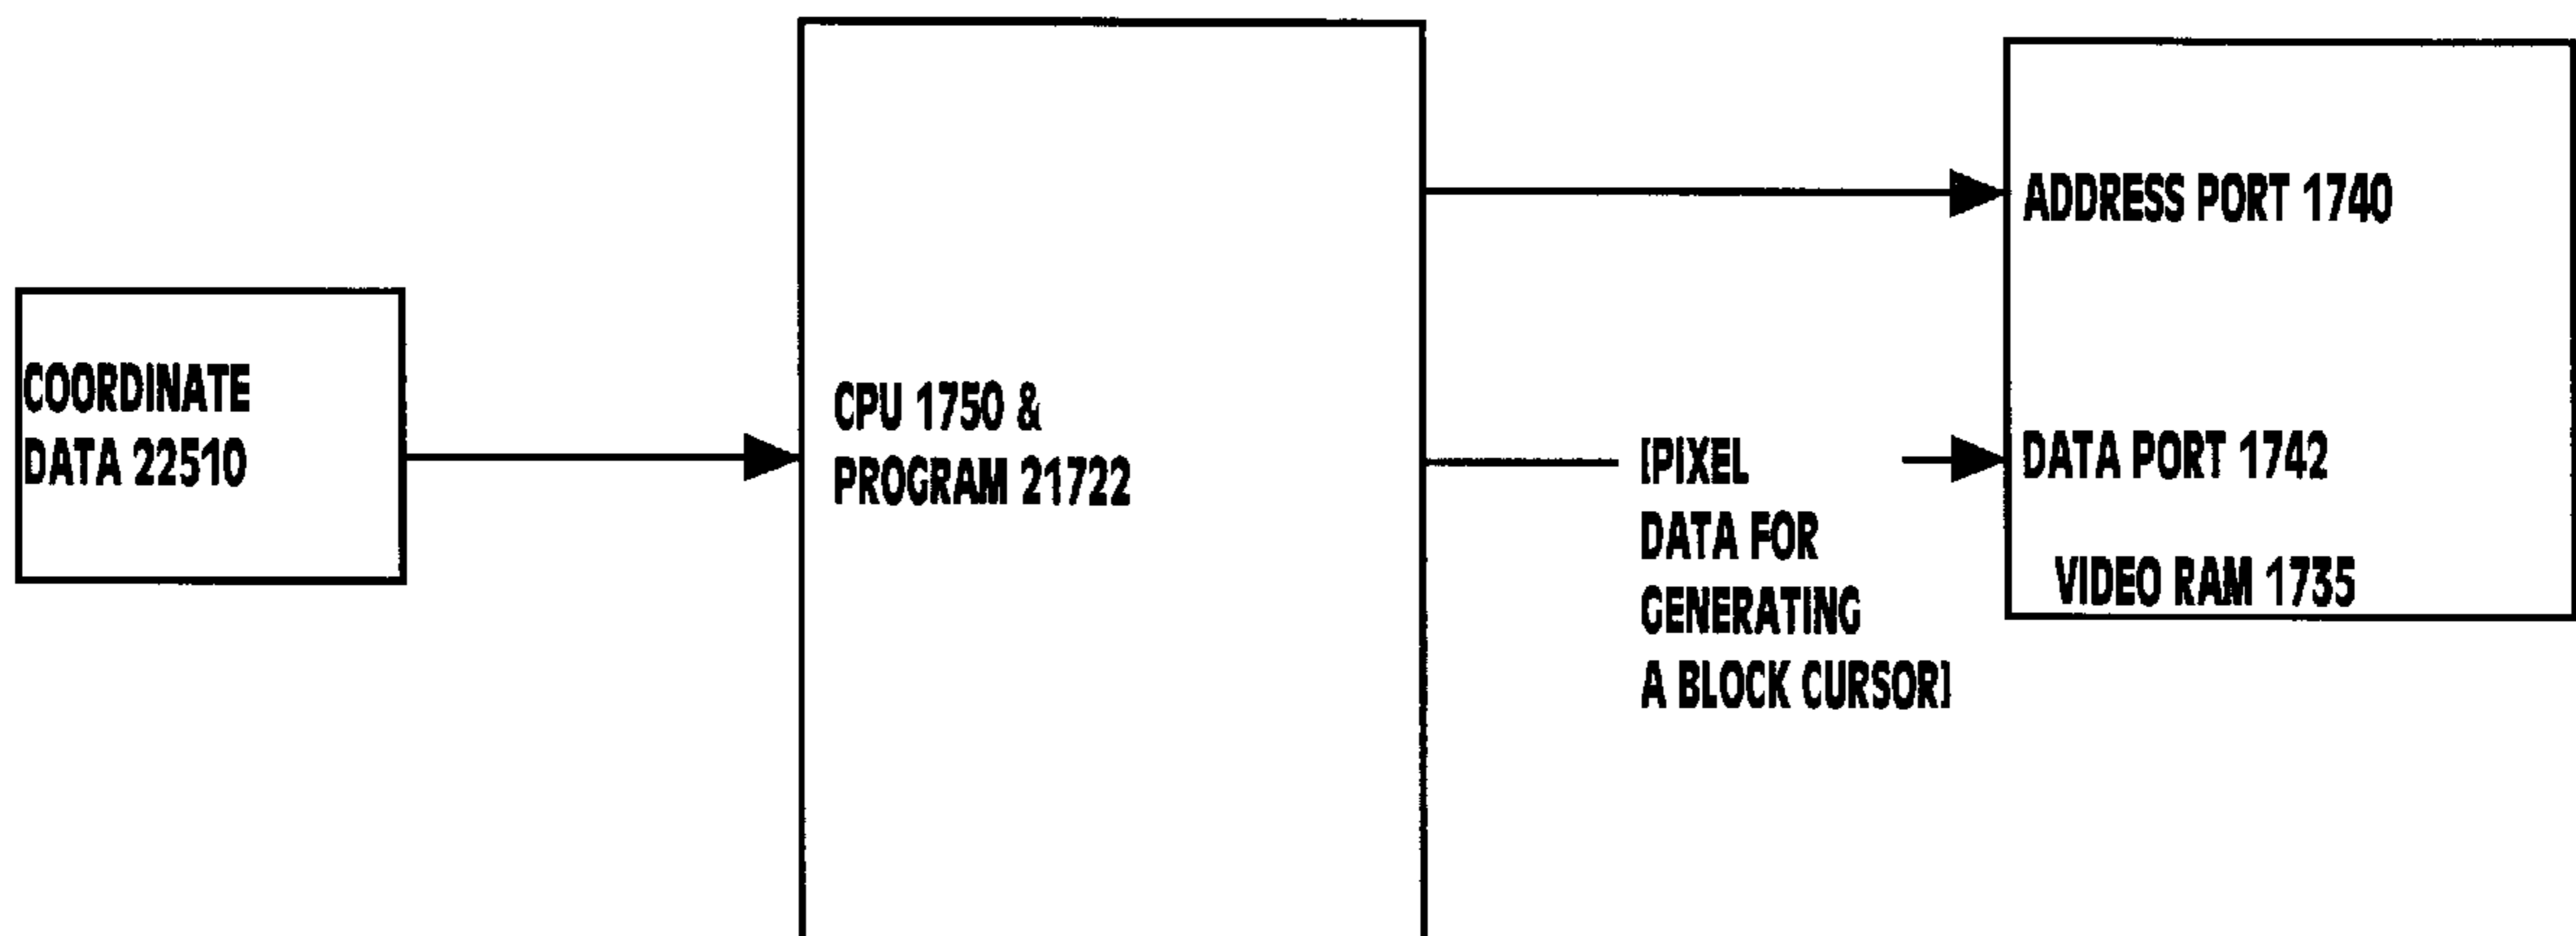 COORDINATE
DATA 22510
CPU 1750 &
PROGRAM 21722
[PIXEL
DATA FOR
GENERATING
A BLOCK CURSOR]
ADDRESS PORT 1740
DATA PORT 1742
VIDEO RAM 1735